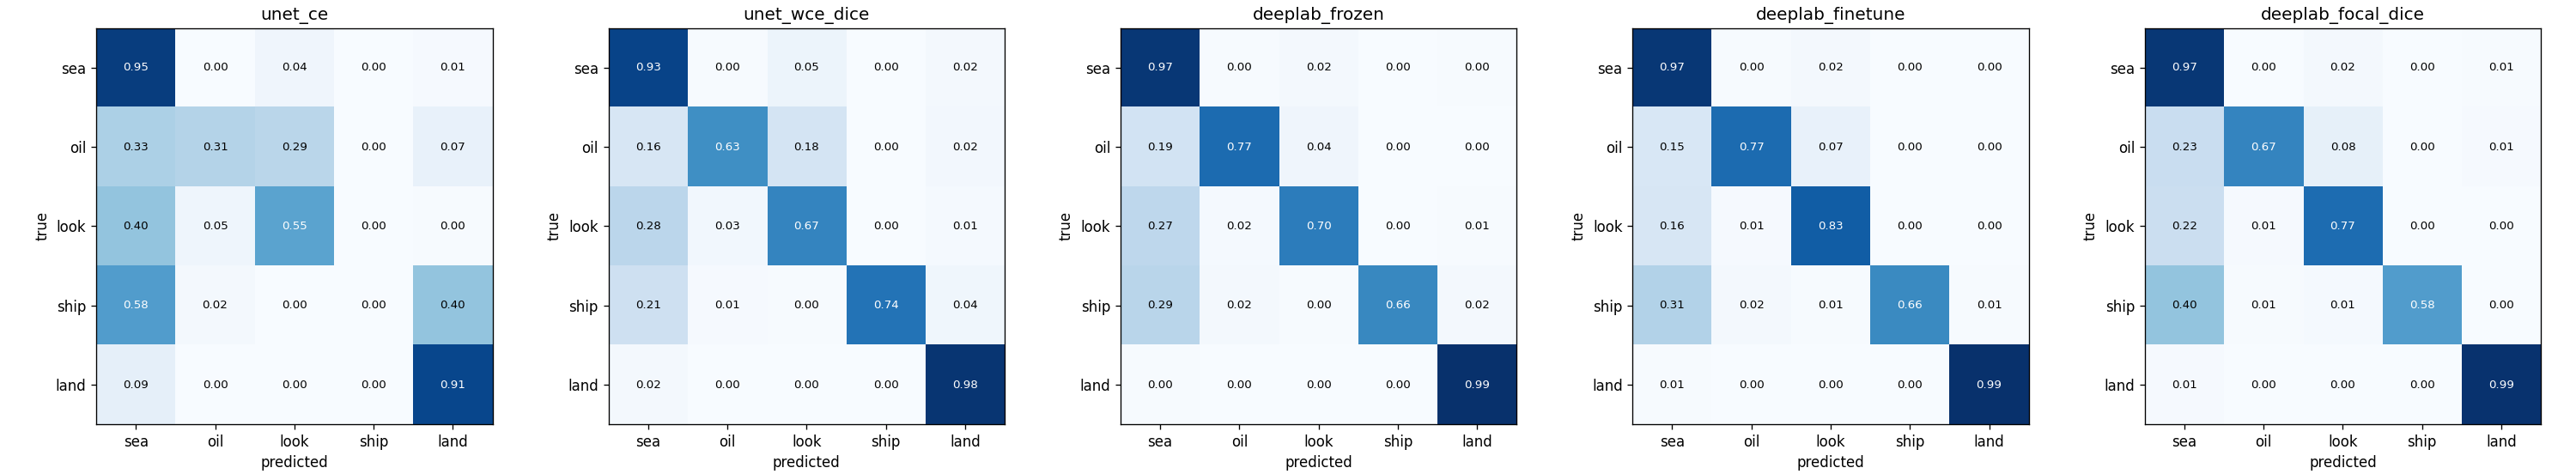 unet_ce
true
sea 0.95 0.00 0.04 0.00 0.01
oil 0.33 0.31 0.29 0.00 0.07
look 0.40 0.05 0.55 0.00 0.00
ship 0.58 0.02 0.00 0.00 0.40
land 0.09 0.00 0.00 0.00 0.91
sea oil look ship land
predicted
unet_wce_dice
true
sea 0.93 0.00 0.05 0.00 0.02
oil 0.16 0.63 0.18 0.00 0.02
look 0.28 0.03 0.67 0.00 0.01
ship 0.21 0.01 0.00 0.74 0.04
land 0.02 0.00 0.00 0.00 0.98
sea oil look ship land
predicted
deeplab_frozen
true
sea 0.97 0.00 0.02 0.00 0.00
oil 0.19 0.77 0.04 0.00 0.00
look 0.27 0.02 0.70 0.00 0.01
ship 0.29 0.02 0.00 0.66 0.02
land 0.00 0.00 0.00 0.00 0.99
sea oil look ship land
predicted
deeplab_finetune
true
sea 0.97 0.00 0.02 0.00 0.00
oil 0.15 0.77 0.07 0.00 0.00
look 0.16 0.01 0.83 0.00 0.00
ship 0.31 0.02 0.01 0.66 0.01
land 0.01 0.00 0.00 0.00 0.99
sea oil look ship land
predicted
deeplab_focal_dice
true
sea 0.97 0.00 0.02 0.00 0.01
oil 0.23 0.67 0.08 0.00 0.01
look 0.22 0.01 0.77 0.00 0.00
ship 0.40 0.01 0.01 0.58 0.00
land 0.01 0.00 0.00 0.00 0.99
sea oil look ship land
predicted